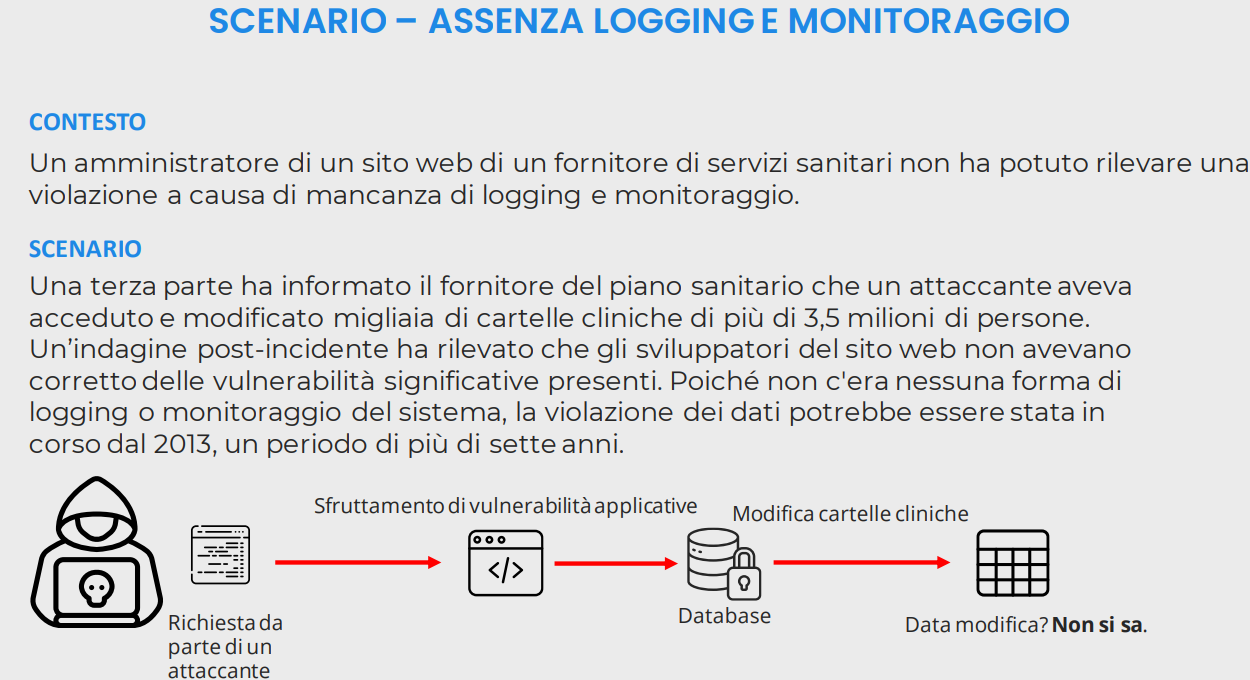 SCENARIO – ASSENZA LOGGING E MONITORAGGIO
CONTESTO
Un amministratore di un sito web di un fornitore di servizi sanitari non ha potuto rilevare una
violazione a causa di mancanza di logging e monitoraggio.
SCENARIO
Una terza parte ha informato il fornitore del piano sanitario che un attaccante aveva
acceduto e modificato migliaia di cartelle cliniche di più di 3,5 milioni di persone.
Un’indagine post-incidente ha rilevato che gli sviluppatori del sito web non avevano
corretto delle vulnerabilità significative presenti. Poiché non c'era nessuna forma di
logging o monitoraggio del sistema, la violazione dei dati potrebbe essere stata in
corso dal 2013, un periodo di più di sette anni.
Sfruttamento di vulnerabilità applicative
Modifica cartelle cliniche
</>
Database
Richiesta da
parte di un
attaccante
Data modifica? Non si sa.